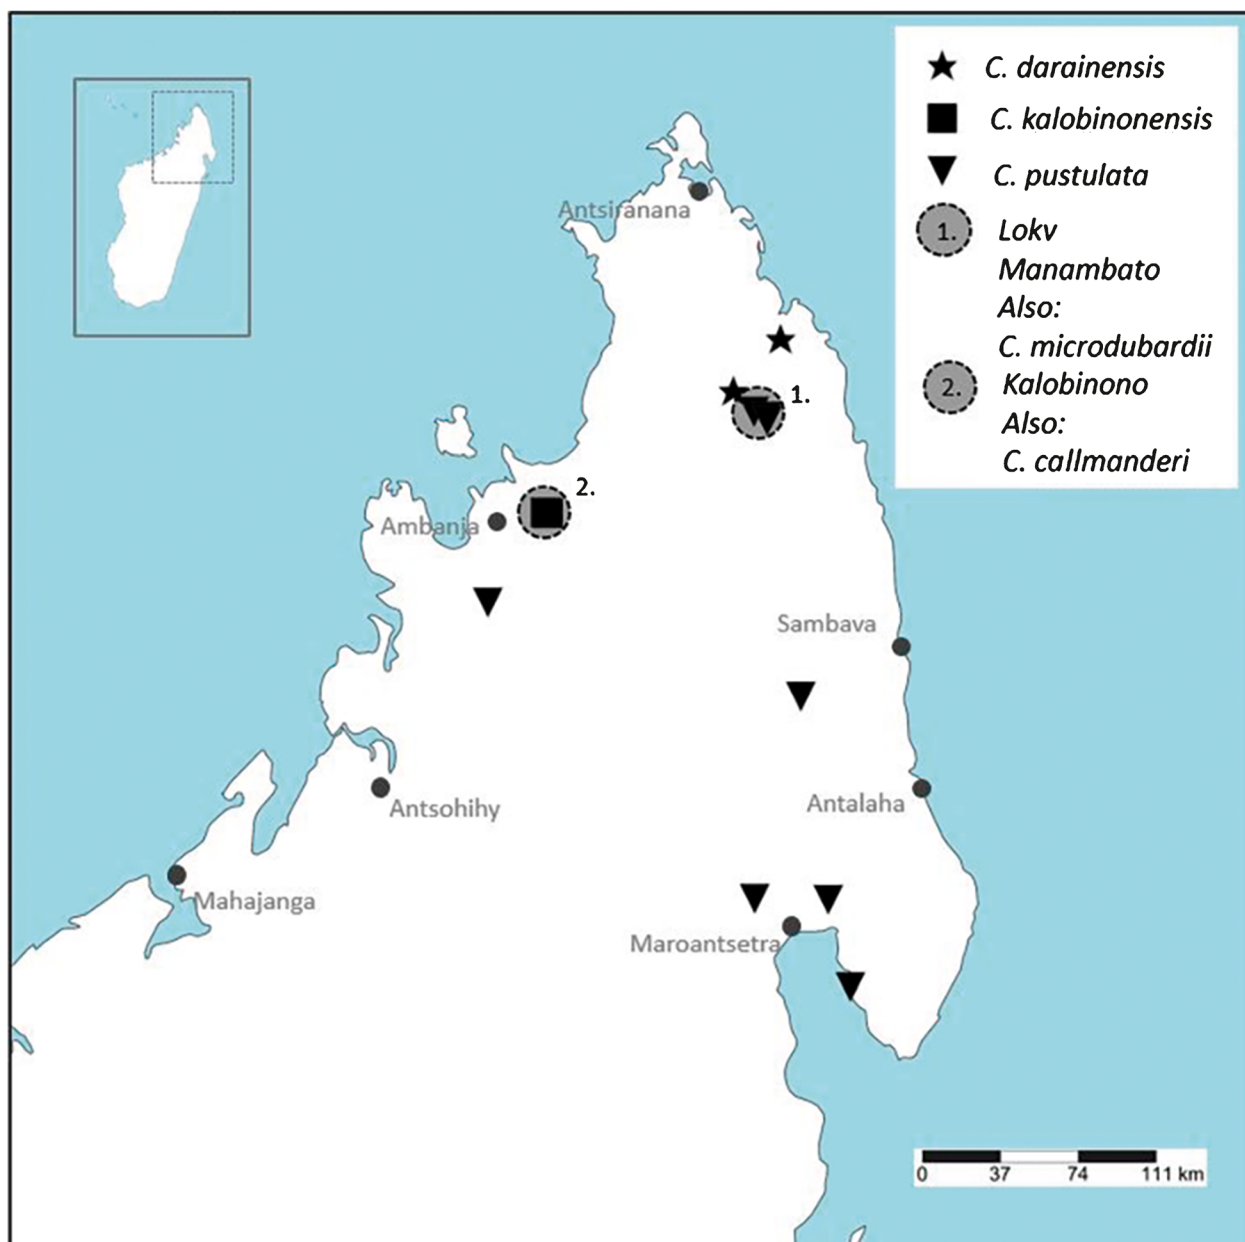 C. darainensis
C. kalobinonensis
C. pustulata
1.
Lokv
Manambato
Also:
C. microdubardii
2.
Kalobinono
Also:
C. callmanderi
Antsiranana
1.
2.
Ambanja
Sambava
Antsohihy
Antalaha
Mahajanga
Maroantsetra
0 37 74 111 km